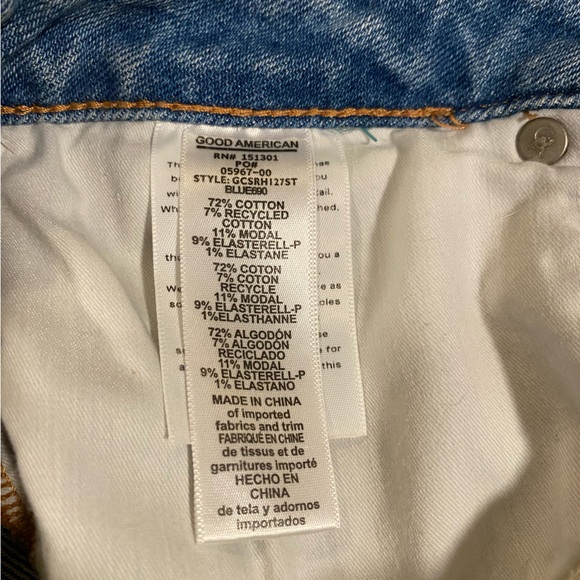 GOOD AMERICAN
RN# 151301
PO#
05967-00
STYLE: GCSRH127ST
BLUE690
72% COTTON
7% RECYCLED
COTTON
11% MODAL
9% ELASTERELL-P
1% ELASTANE
72% COTON
7% COTON
RECYCLE
11% MODAL
9% ELASTERELL-P
1%ELASTHANNE
72% ALGODÓN
7% ALGODÓN
RECICLADO
11% MODAL
9% ELASTERELL-P
1% ELASTANO
MADE IN CHINA
of imported
fabrics and trim
FABRIQUÉ EN CHINE
de tissus et de
garnitures importé
HECHO EN
CHINA
de tela y adornos
importados